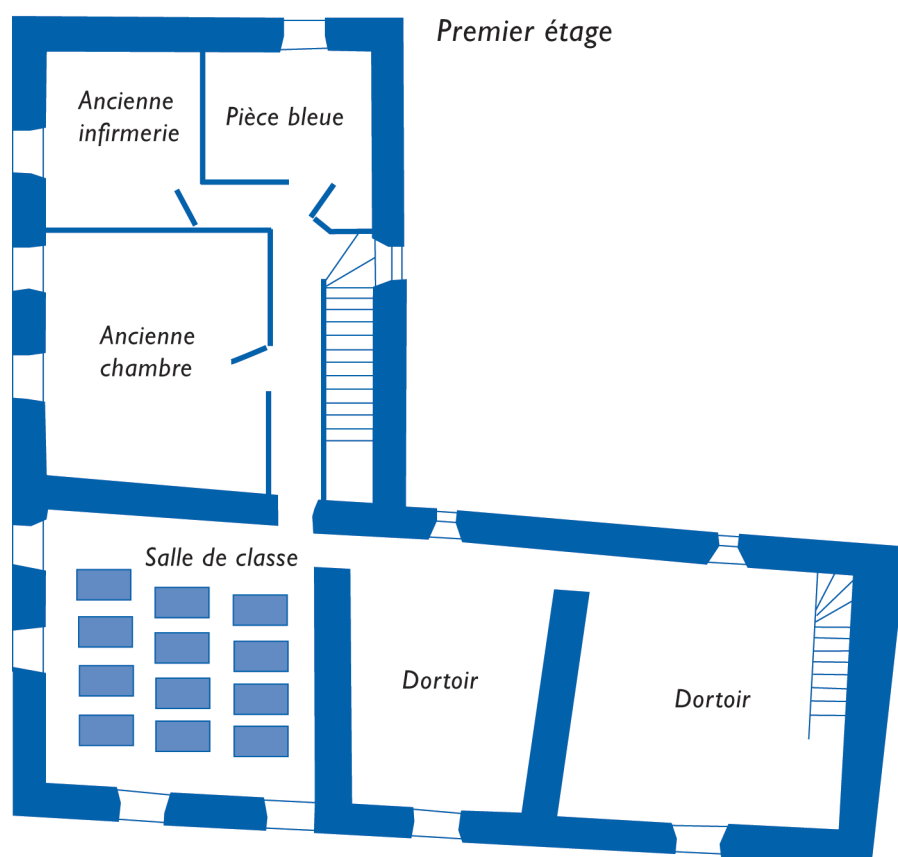 Premier étage
Ancienne
infirmerie
Pièce bleue
Ancienne
chambre
Salle de classe
Dortoir
Dortoir